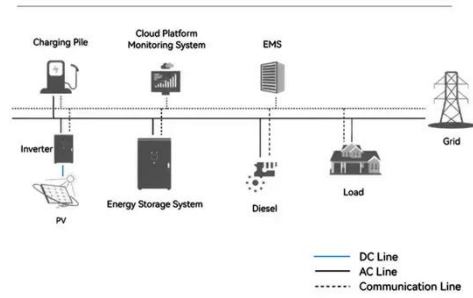 Charging Pile
Cloud Platform
Monitoring System
EMS
Inverter
Grid
PV
Energy Storage System
Diesel
Load
DC Line
AC Line
Communication Line